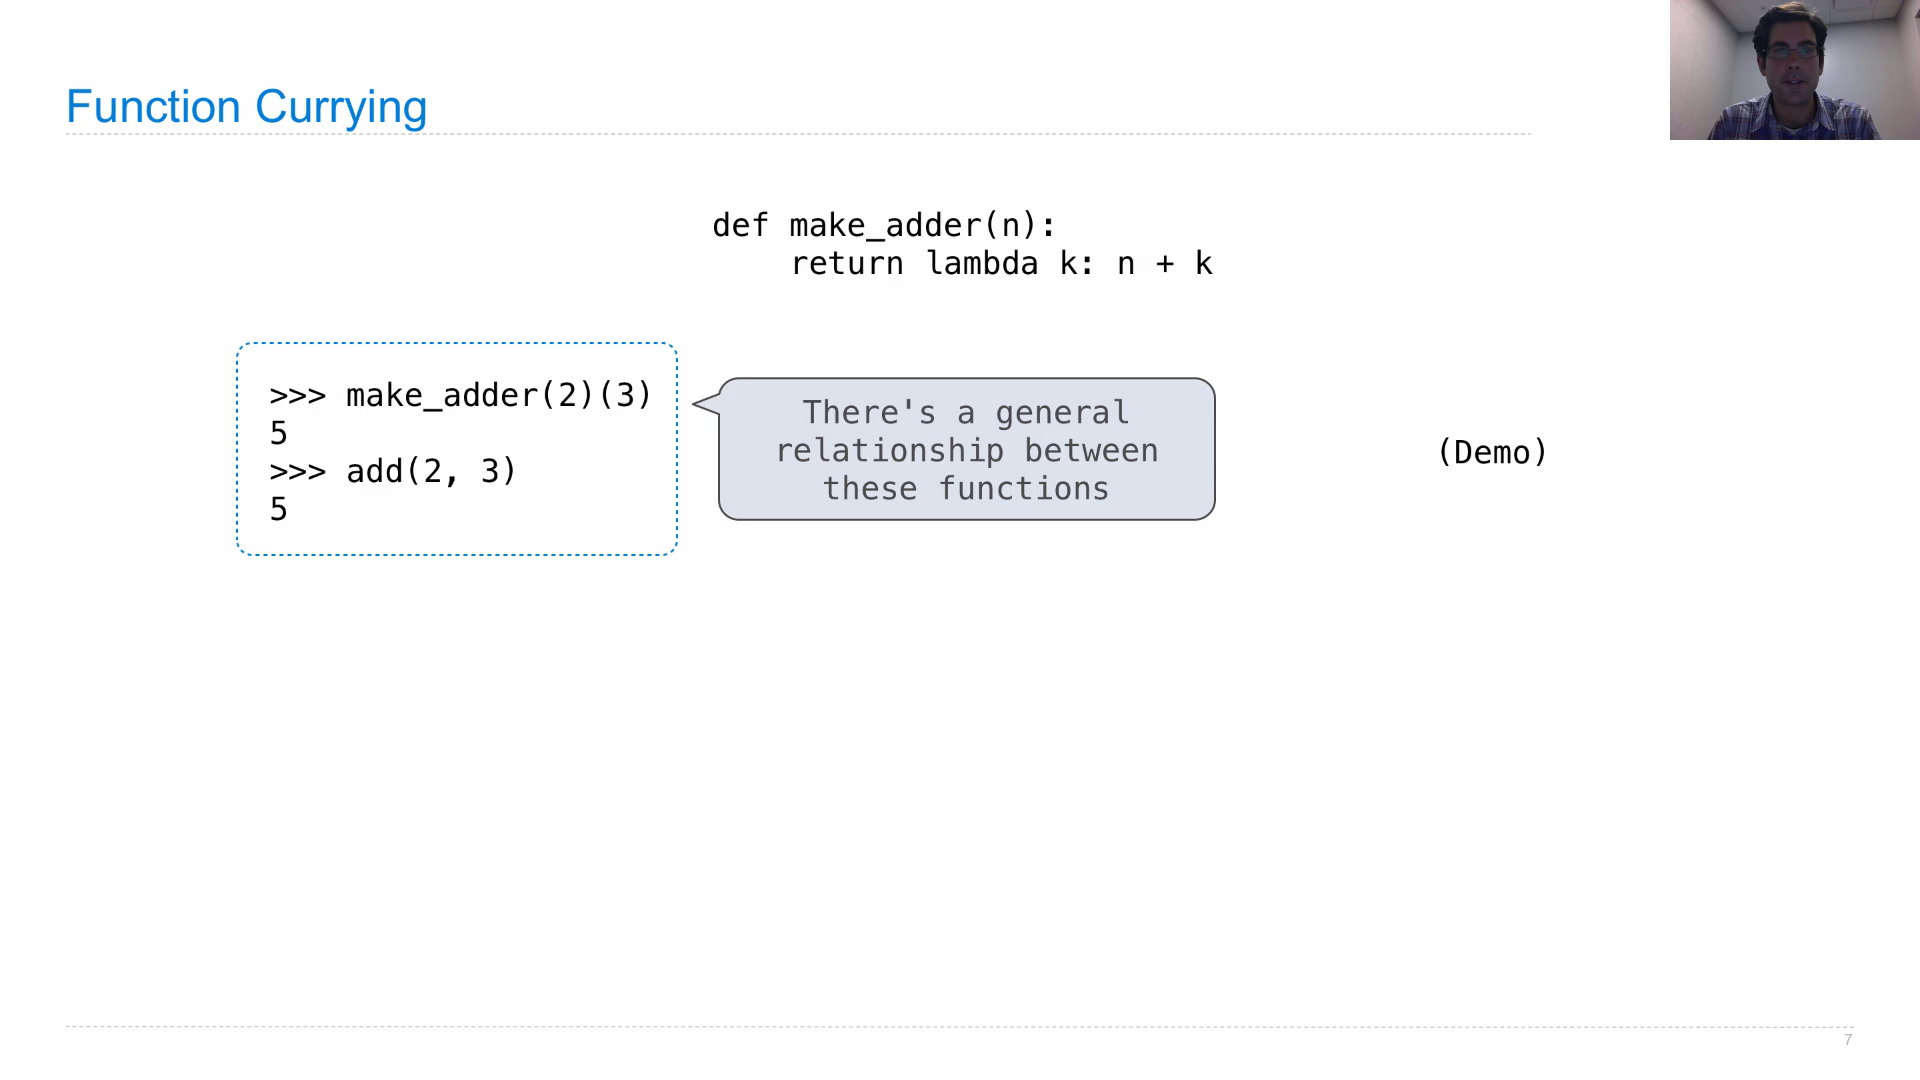 Function Currying
def make_adder(n):
    return lambda k: n + k
>>> make_adder(2)(3)
5
>>> add(2, 3)
5
There's a general
relationship between
these functions
(Demo)
7